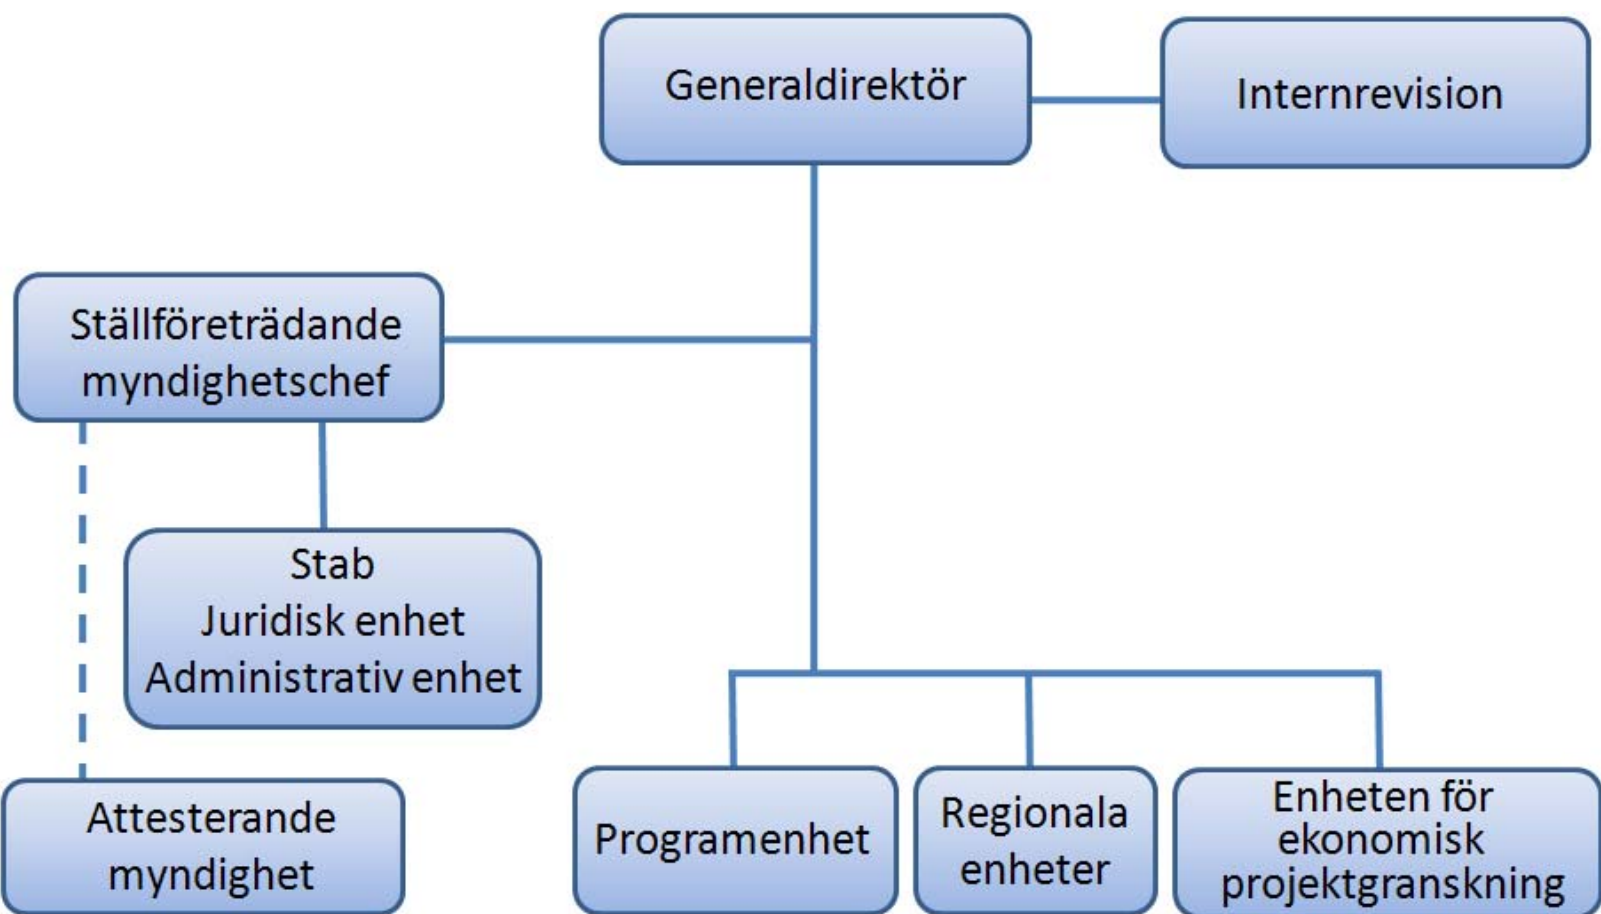 Generaldirektör
Internrevision
Ställföreträdande
myndighetschef
Stab
Juridisk enhet
Administrativ enhet
Attesterande
myndighet
Programenhet
Regionala
enheter
Enheten för
ekonomisk
projektgranskning